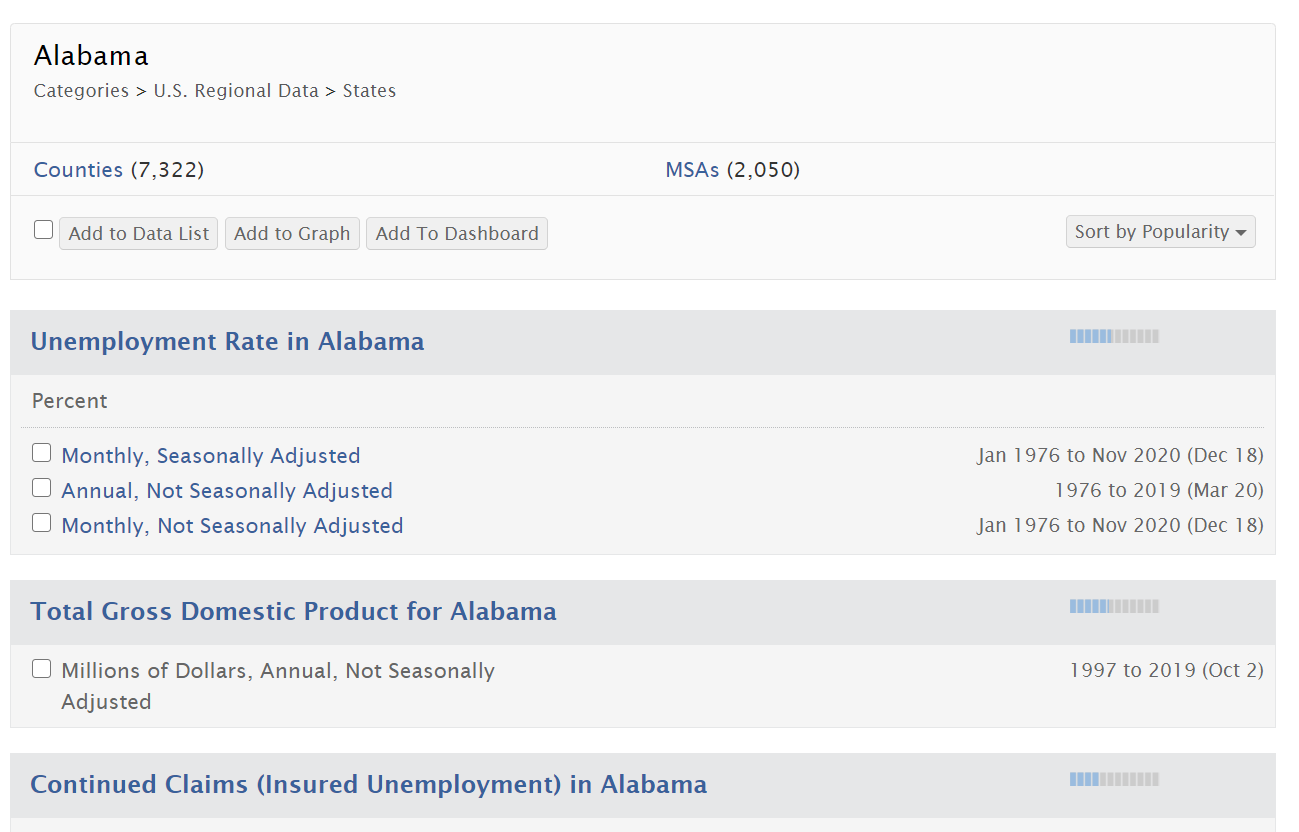 Alabama
Categories > U.S. Regional Data > States
Counties (7,322) MSAs (2,050)
Add to Data List Add to Graph Add To Dashboard Sort by Popularity
Unemployment Rate in Alabama
Percent
Monthly, Seasonally Adjusted Jan 1976 to Nov 2020 (Dec 18)
Annual, Not Seasonally Adjusted 1976 to 2019 (Mar 20)
Monthly, Not Seasonally Adjusted Jan 1976 to Nov 2020 (Dec 18)
Total Gross Domestic Product for Alabama
Millions of Dollars, Annual, Not Seasonally 1997 to 2019 (Oct 2)
Adjusted
Continued Claims (Insured Unemployment) in Alabama